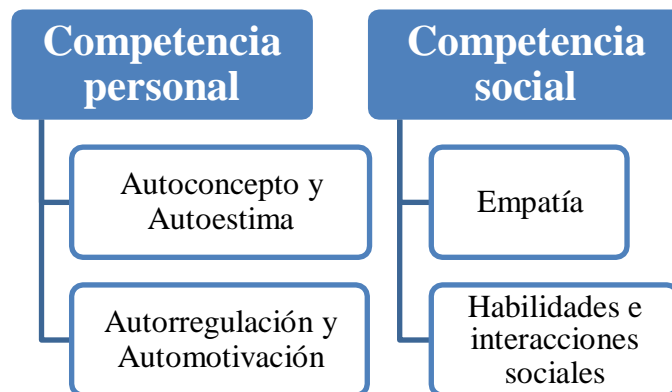 Competencia
personal
Autoconcepto y
Autoestima
Autorregulación y
Automotivación
Competencia
social
Empatía
Habilidades e
interacciones
sociales